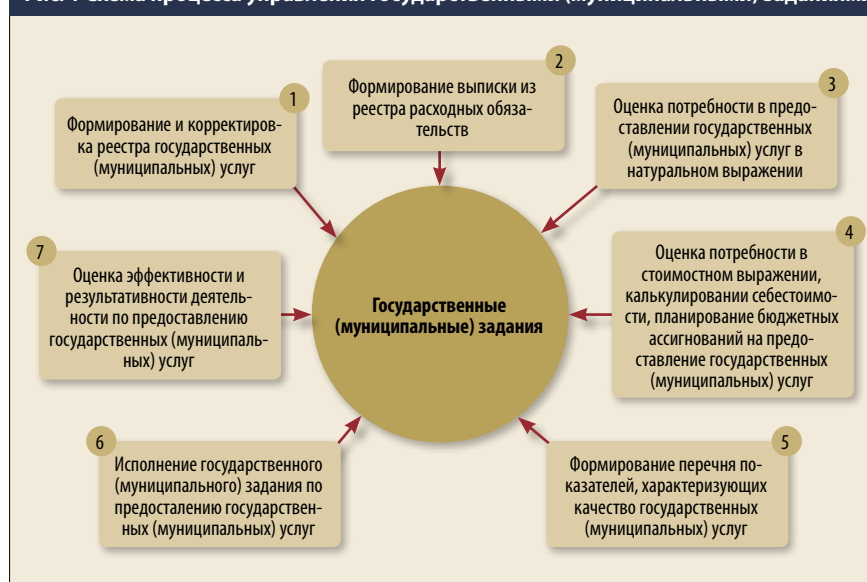 1
Формирование и корректиров-
ка реестра государственных
(муниципальных) услуг
2
Формирование выписки из
реестра расходных обяза-
тельств
3
Оценка потребности в предо-
ставлении государственных
(муниципальных) услуг в
натуральном выражении
4
Оценка потребности в
стоимостном выражении,
калькулировании себестоимо-
сти, планирование бюджетных
ассигнований на предо-
ставление государственных
(муниципальных) услуг
5
Формирование перечня по-
казателей, характеризующих
качество государственных
(муниципальных) услуг
6
Исполнение государственного
(муниципального) задания по
предосталению государствен-
ных (муниципальных) услуг
7
Оценка эффективности и
результативности деятель-
ности по предоставлению
государственных (муниципаль-
ных) услуг
Государственные
(муниципальные) задания